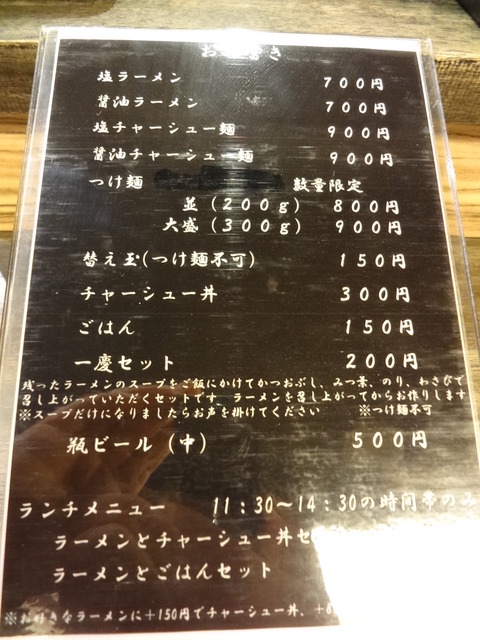 塩ラーメン 700円
醤油ラーメン 700円
塩チャーシュー麺 900円
醤油チャーシュー麺 900円
つけ麺 数量限定
並(200g) 800円
大盛(300g) 900円
替え玉(つけ麺不可) 150円
チャーシュー丼 300円
ごはん 150円
一慶セット 200円
残ったラーメンのスープをご飯にかけてかつおぶし、みつ葉、のり、わさびで
召し上がっていただくセットです。ラーメンを召し上がってからお作りします
※スープだけになりましたらお声を掛けてください ※つけ麺不可
瓶ビール(中) 500円
ランチメニュー 11:30~14:30の時間帯のみ
ラーメンとチャーシュー丼セ
ラーメンとごはんセット
※お好きなラーメンに+150円でチャーシュー丼、+